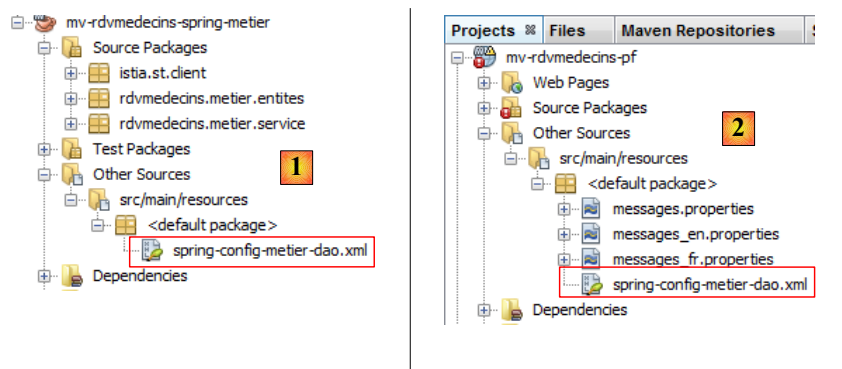 mv-rdvmedecins-spring-metier
Source Packages
istia.st.client
rdvmedecins.metier.entites
rdvmedecins.metier.service
Test Packages
Other Sources
1
src/main/resources
<default package>
spring-config-metier-dao.xml
Dependencies
Projects Files Maven Repositories
mv-rdvmedecins-pf
Web Pages
Source Packages
Other Sources
2
src/main/resources
<default package>
messages.properties
messages_en.properties
messages_fr.properties
spring-config-metier-dao.xml
Dependencies